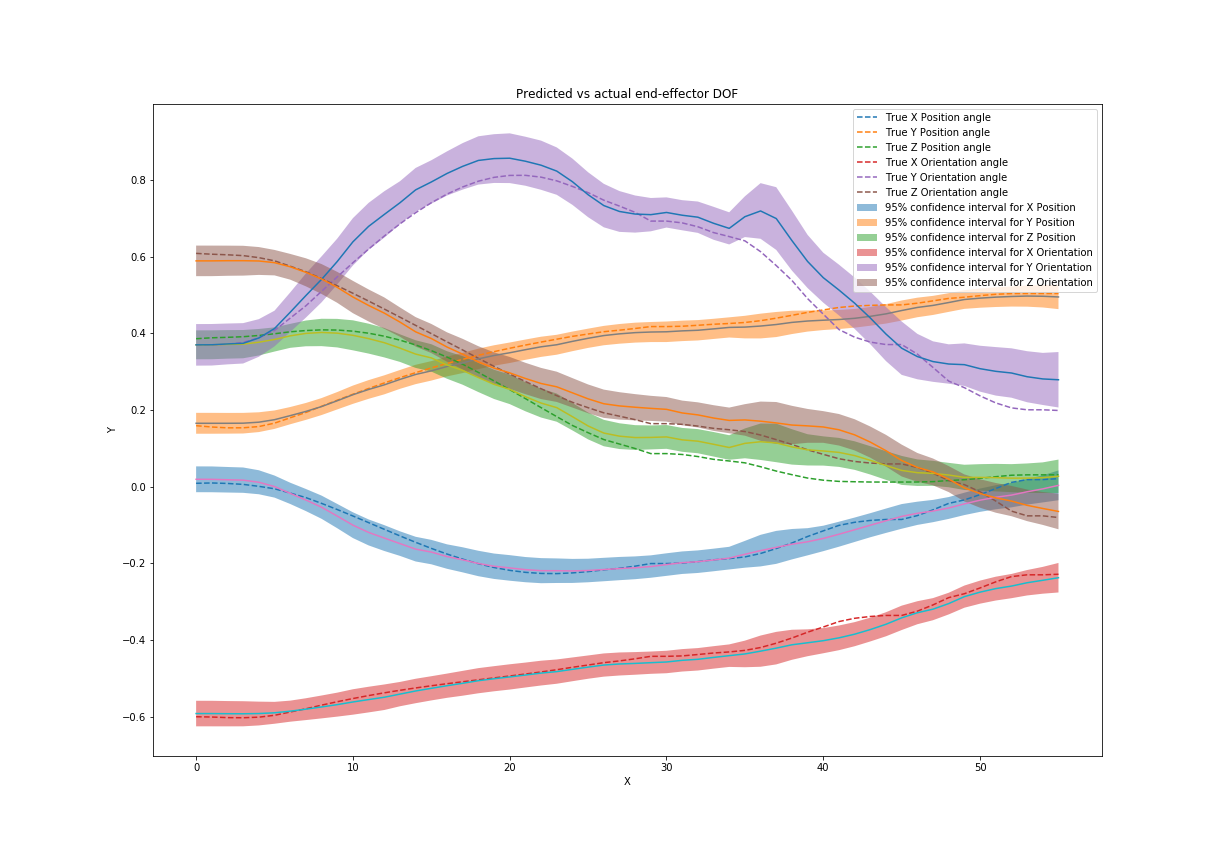 Predicted vs actual end-effector DOF
True X Position angle
True Y Position angle
True Z Position angle
True X Orientation angle
True Y Orientation angle
True Z Orientation angle
95% confidence interval for X Position
95% confidence interval for Y Position
95% confidence interval for Z Position
95% confidence interval for X Orientation
95% confidence interval for Y Orientation
95% confidence interval for Z Orientation
0.8
0.6
0.4
0.2
0.0
−0.2
−0.4
−0.6
Y
0 10 20 30 40 50
X